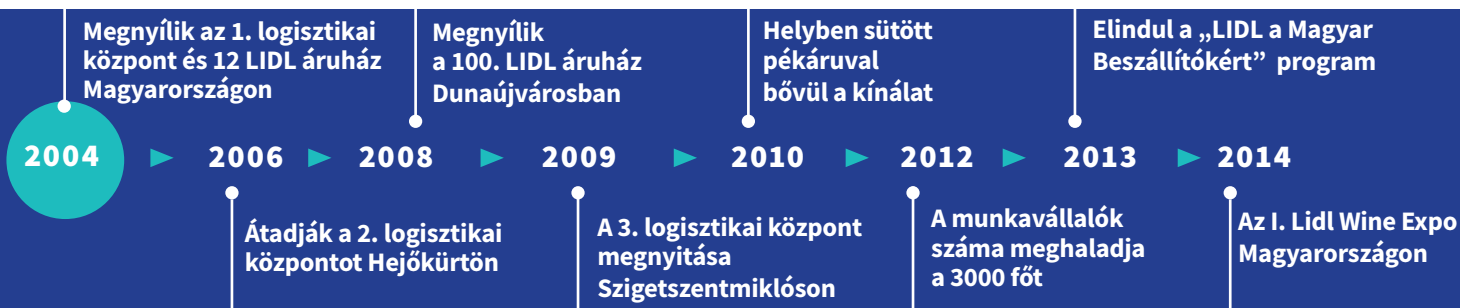 Megnyílik az 1. logisztikai
központ és 12 LIDL áruház
Magyarországon
Megnyílik
a 100. LIDL áruház
Dunaújvárosban
Helyben sütött
pékáruval
bővül a kínálat
Elindul a „LIDL a Magyar
Beszállítókért” program
2004 2006 2008 2009 2010 2012 2013 2014
Átadják a 2. logisztikai
központot Hejőkürtön
A 3. logisztikai központ
megnyitása
Szigetszentmiklóson
A munkavállalók
száma meghaladja
a 3000 főt
Az I. Lidl Wine Expo
Magyarországon